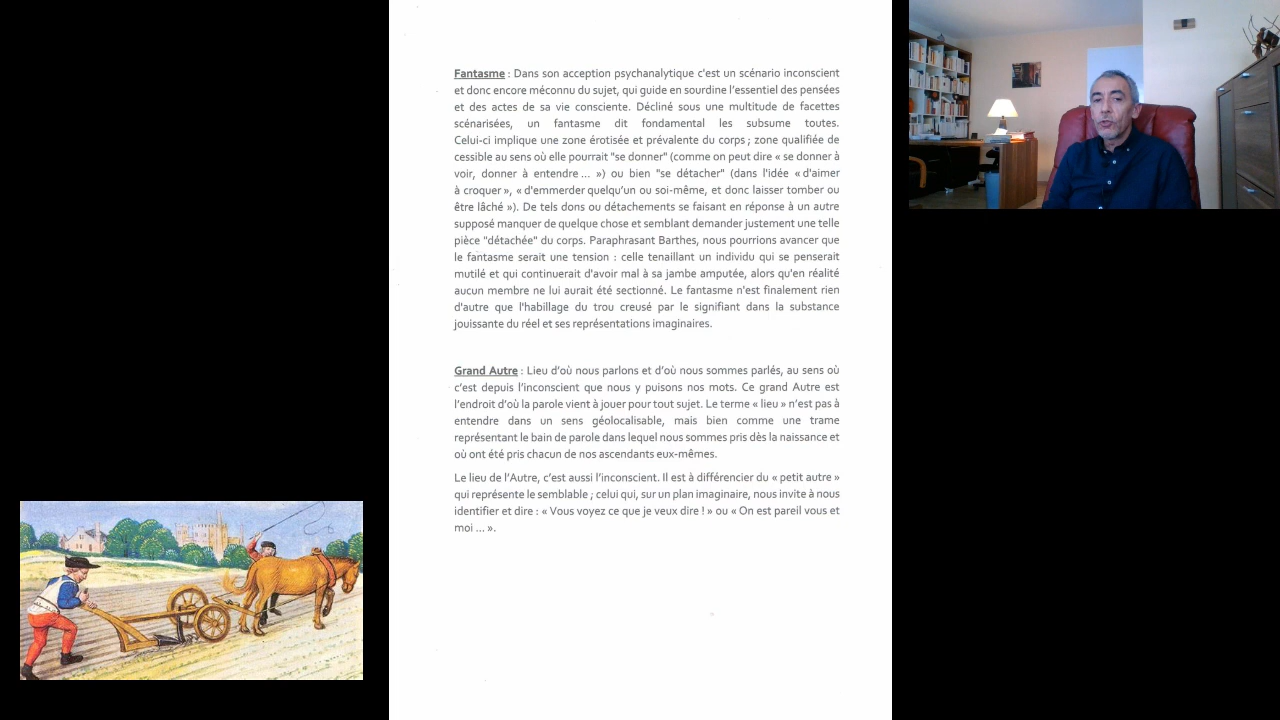 Fantasme : Dans son acception psychanalytique c'est un scénario inconscient
et donc encore méconnu du sujet, qui guide en sourdine l'essentiel des pensées
et des actes de sa vie consciente. Décliné sous une multitude de facettes
scénarisées, un fantasme dit fondamental les subsume toutes.
Celui-ci implique une zone érotisée et prévalente du corps ; zone qualifiée de
cessible au sens où elle pourrait "se donner" (comme on peut dire « se donner à
voir, donner à entendre ... ») ou bien "se détacher" (dans l'idée « d'aimer
à croquer », « d'emmerder quelqu'un ou soi-même, et donc laisser tomber ou
être lâché »). De tels dons ou détachements se faisant en réponse à un autre
supposé manquer de quelque chose et semblant demander justement une telle
pièce "détachée" du corps. Paraphrasant Barthes, nous pourrions avancer que
le fantasme serait une tension : celle tenaillant un individu qui se penserait
mutilé et qui continuerait d'avoir mal à sa jambe amputée, alors qu'en réalité
aucun membre ne lui aurait été sectionné. Le fantasme n'est finalement rien
d'autre que l'habillage du trou creusé par le signifiant dans la substance
jouissante du réel et ses représentations imaginaires.
Grand Autre : Lieu d'où nous parlons et d'où nous sommes parlés, au sens où
c'est depuis l'inconscient que nous y puisons nos mots. Ce grand Autre est
l'endroit d'où la parole vient à jouer pour tout sujet. Le terme « lieu » n'est pas à
entendre dans un sens géolocalisable, mais bien comme une trame
représentant le bain de parole dans lequel nous sommes pris dès la naissance et
où ont été pris chacun de nos ascendants eux-mêmes.
Le lieu de l'Autre, c'est aussi l'inconscient. Il est à différencier du « petit autre »
qui représente le semblable ; celui qui, sur un plan imaginaire, nous invite à nous
identifier et dire : « Vous voyez ce que je veux dire ! » ou « On est pareil vous et
moi ... ».